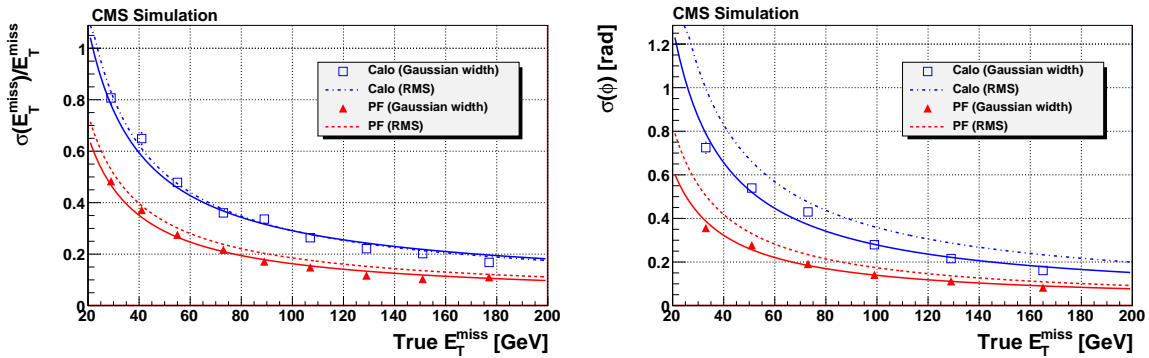 CMS Simulation
σ(E_T^miss)/E_T^miss
1
0.8
0.6
0.4
0.2
0
Calo (Gaussian width)
Calo (RMS)
PF (Gaussian width)
PF (RMS)
20 40 60 80 100 120 140 160 180 200
True E_T^miss [GeV]
CMS Simulation
σ(ϕ) [rad]
1.2
1
0.8
0.6
0.4
0.2
0
Calo (Gaussian width)
Calo (RMS)
PF (Gaussian width)
PF (RMS)
20 40 60 80 100 120 140 160 180 200
True E_T^miss [GeV]